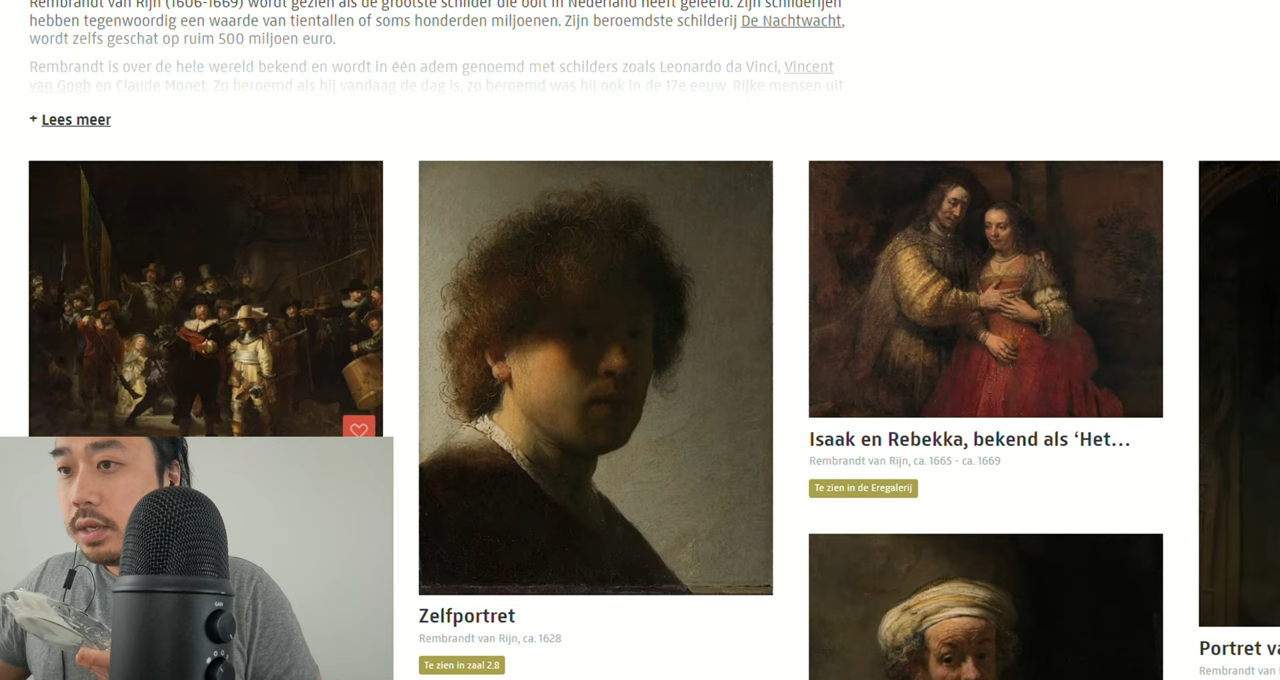 Rembrandt van Rijn (1606-1669) wordt gezien als de grootste schilder die ooit in Nederland heeft geleefd. Zijn schilderijen
hebben tegenwoordig een waarde van tientallen of soms honderden miljoenen. Zijn beroemdste schilderij De Nachtwacht,
wordt zelfs geschat op ruim 500 miljoen euro.
Rembrandt is over de hele wereld bekend en wordt in één adem genoemd met schilders zoals Leonardo da Vinci, Vincent
van Gogh en Claude Monet. Zo beroemd als hij vandaag de dag is, zo beroemd was hij ook in de 17e eeuw. Rijke mensen uit
+ Lees meer
Isaak en Rebekka, bekend als ‘Het...
Rembrandt van Rijn, ca. 1665 - ca. 1669
Te zien in de Eregalerij
Zelfportret
Rembrandt van Rijn, ca. 1628
Te zien in zaal 2.8
Portret va
Rembrandt